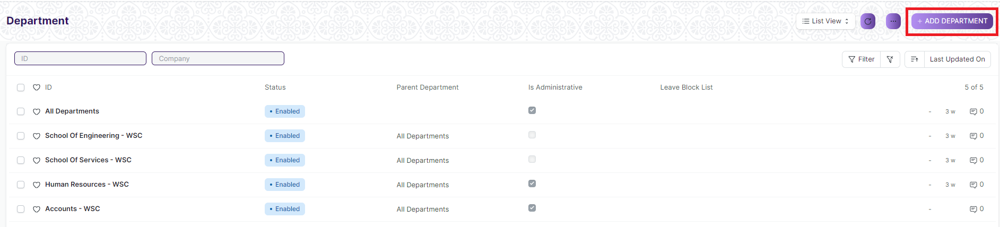 Department
List View
...
+ ADD DEPARTMENT
ID
Company
Filter
Last Updated On
ID Status Parent Department Is Administrative Leave Block List 5 of 5
All Departments • Enabled - 3 w 0
School Of Engineering - WSC • Enabled All Departments - 3 w 0
School Of Services - WSC • Enabled All Departments - 3 w 0
Human Resources - WSC • Enabled All Departments - 3 w 0
Accounts - WSC • Enabled All Departments - 0